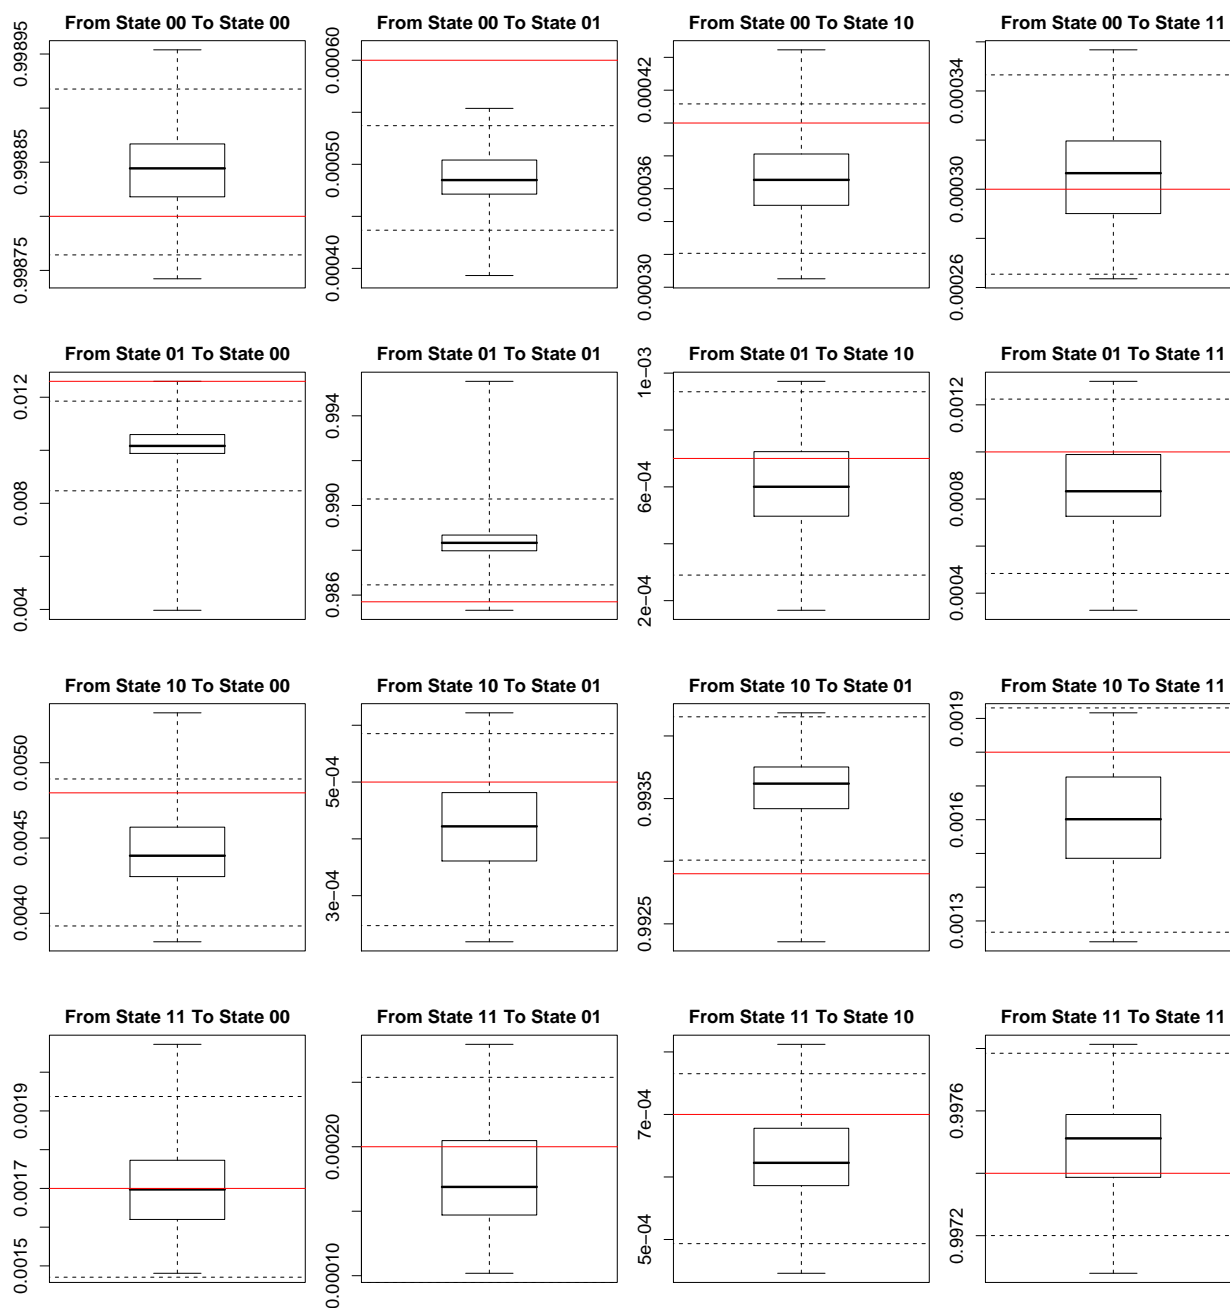 From State 00 To State 00
From State 00 To State 01
From State 00 To State 10
From State 00 To State 11
0.99875 0.99885 0.99895
0.00040 0.00050 0.00060
0.00030 0.00036 0.00042
0.00026 0.00030 0.00034
From State 01 To State 00
From State 01 To State 01
From State 01 To State 10
From State 01 To State 11
0.004 0.008 0.012
0.986 0.990 0.994
2e−04 6e−04 1e−03
0.0004 0.0008 0.0012
From State 10 To State 00
From State 10 To State 01
From State 10 To State 01
From State 10 To State 11
0.0040 0.0045 0.0050
3e−04 5e−04
0.9925 0.9935
0.0013 0.0016 0.0019
From State 11 To State 00
From State 11 To State 01
From State 11 To State 10
From State 11 To State 11
0.0015 0.0017 0.0019
0.00010 0.00020
5e−04 7e−04
0.9972 0.9976